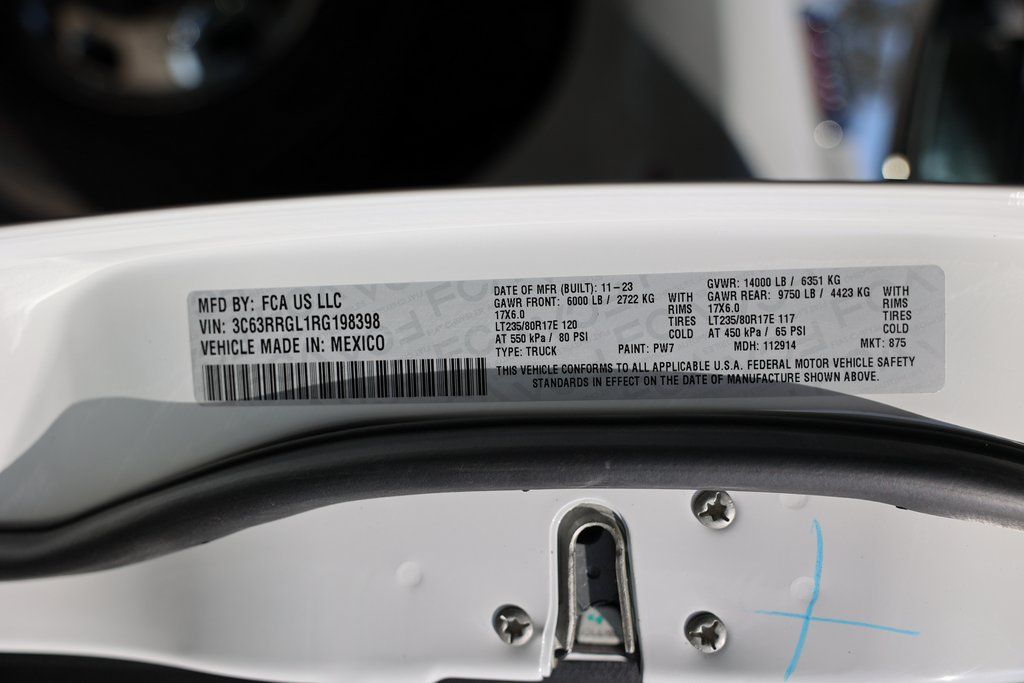 MFD BY: FCA US LLC
VIN: 3C63RRGL1RG198398
VEHICLE MADE IN: MEXICO
DATE OF MFR (BUILT): 11-23
GAWR FRONT: 6000 LB / 2722 KG WITH
17X6.0 RIMS
LT235/80R17E 120 TIRES
AT 550 kPa / 80 PSI COLD
TYPE: TRUCK PAINT: PW7
GVWR: 14000 LB / 6351 KG
GAWR REAR: 9750 LB / 4423 KG WITH
17X6.0 RIMS
LT235/80R17E 117 TIRES
AT 450 kPa / 65 PSI COLD
MDH: 112914 MKT: 875
THIS VEHICLE CONFORMS TO ALL APPLICABLE U.S.A. FEDERAL MOTOR VEHICLE SAFETY
STANDARDS IN EFFECT ON THE DATE OF MANUFACTURE SHOWN ABOVE.